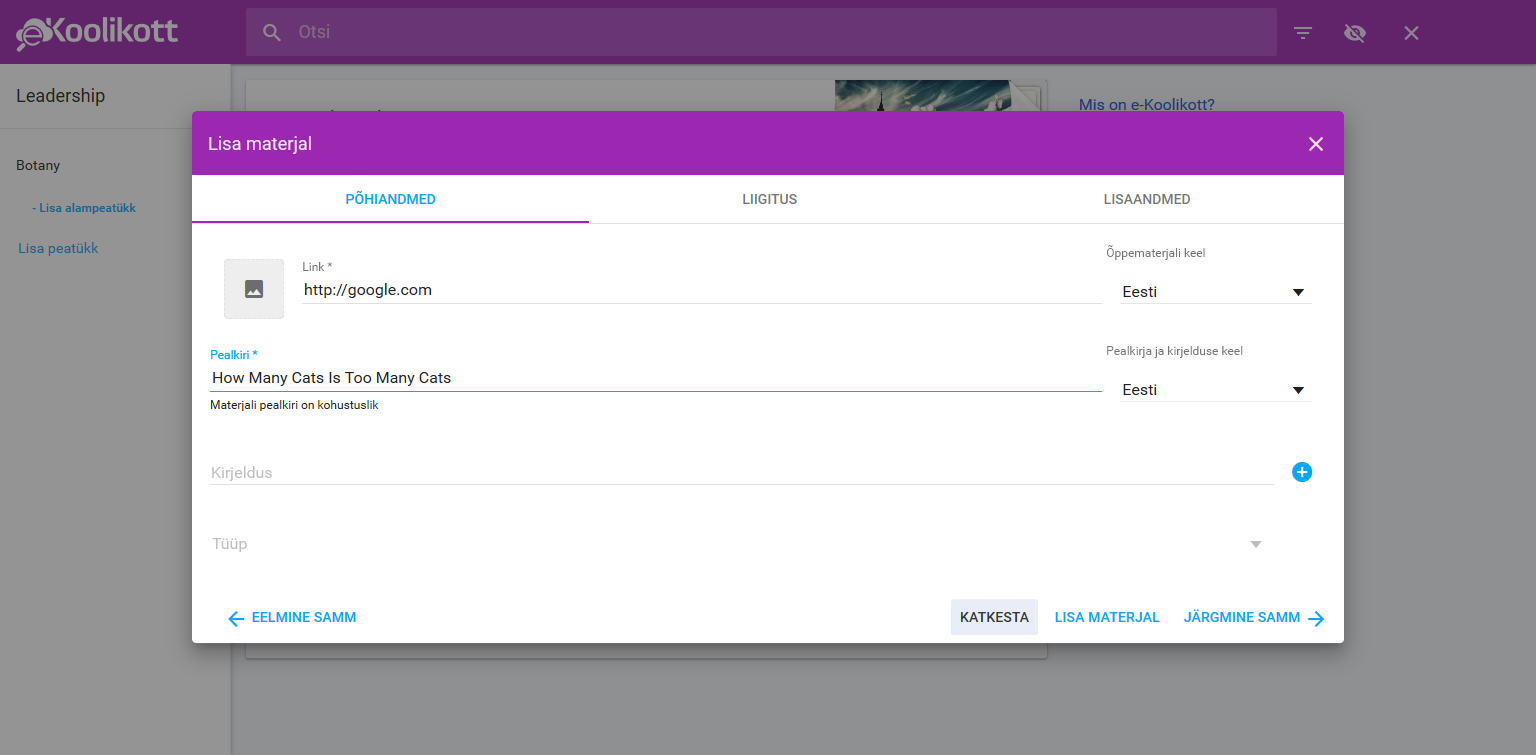 e-Koolikott
Otsi
Leadership
Mis on e-Koolikott?
Lisa materjal
Botany
- Lisa alampeatükk
Lisa peatükk
PÕHIANDMED
LIIGITUS
LISAANDMED
Link *
http://google.com
Õppematerjali keel
Eesti
Pealkiri *
How Many Cats Is Too Many Cats
Materjali pealkiri on kohustuslik
Pealkirja ja kirjelduse keel
Eesti
Kirjeldus
Tüüp
EELMINE SAMM
KATKESTA
LISA MATERJAL
JÄRGMINE SAMM